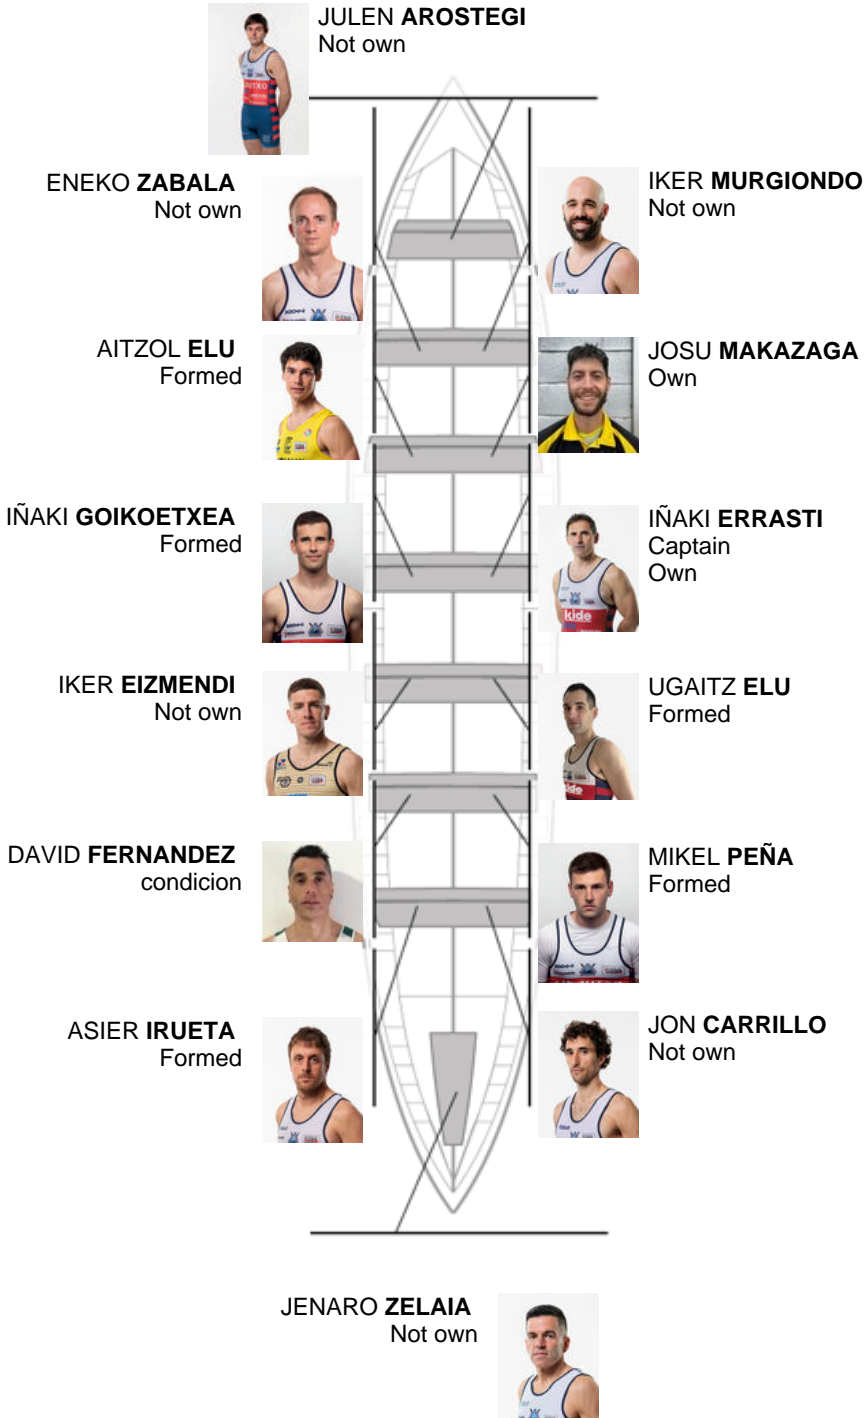 JULEN AROSTEGI
Not own
ENEKO ZABALA
Not own
IKER MURGIONDO
Not own
AITZOL ELU
Formed
JOSU MAKAZAGA
Own
IÑAKI GOIKOETXEA
Formed
IÑAKI ERRASTI
Captain
Own
kide
IKER EIZMENDI
Not own
UGAITZ ELU
Formed
kide
DAVID FERNANDEZ
condicion
MIKEL PEÑA
Formed
ASIER IRUETA
Formed
JON CARRILLO
Not own
JENARO ZELAIA
Not own